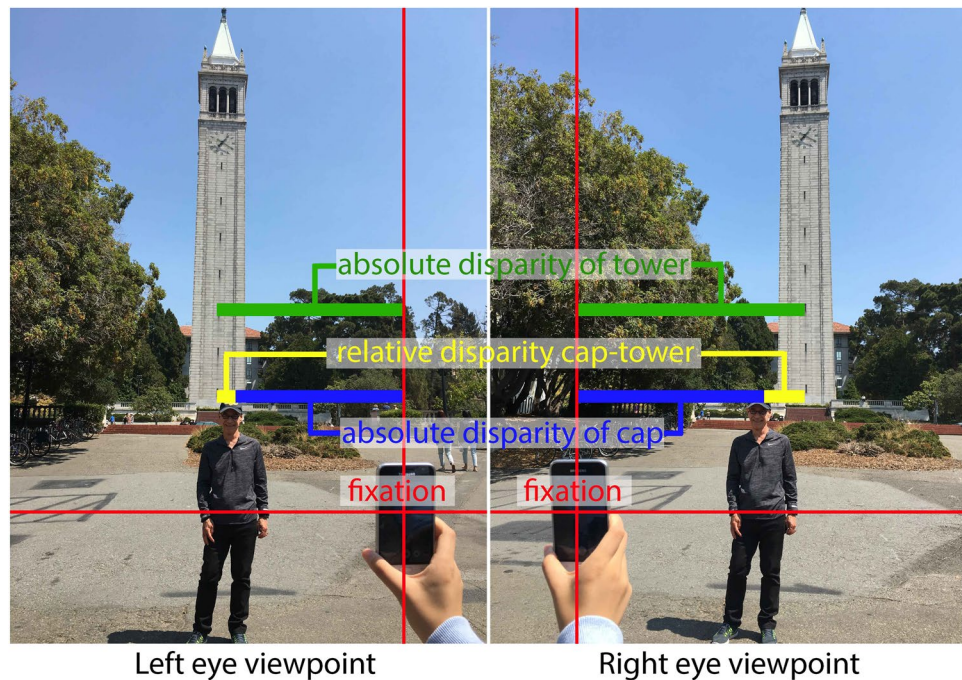 absolute disparity of tower
relative disparity cap-tower
absolute disparity of cap
fixation
fixation
Left eye viewpoint
Right eye viewpoint